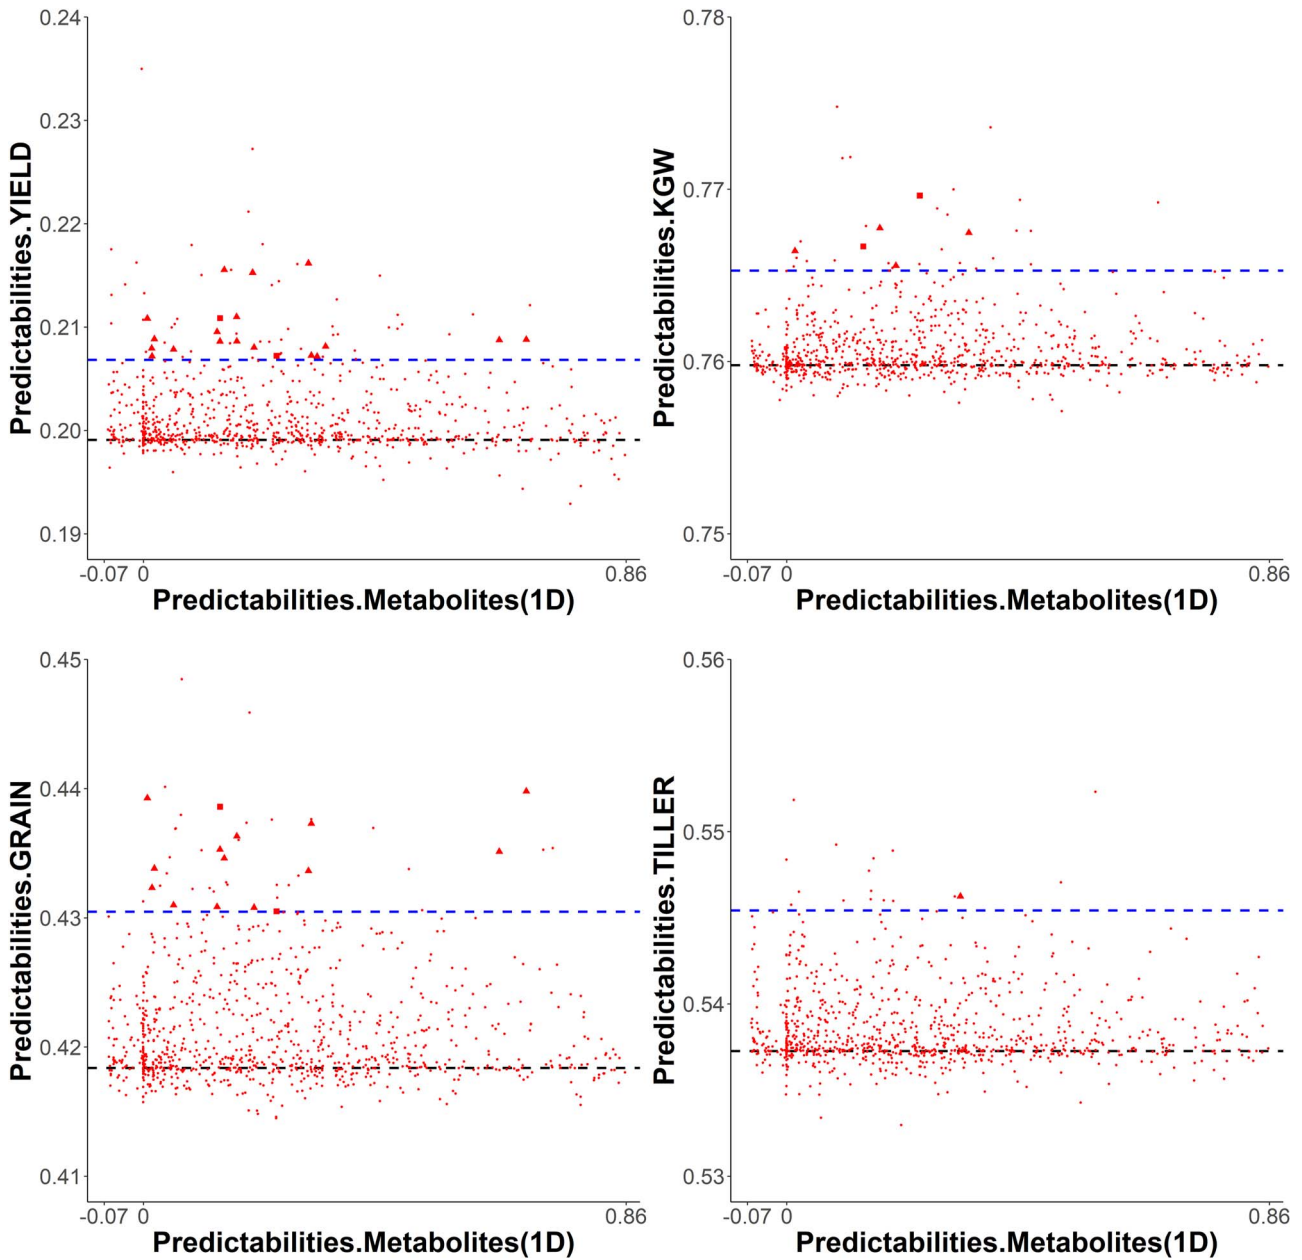 Predictabilities.YIELD
0.24
0.23
0.22
0.21
0.20
0.19
-0.07 0 0.86
Predictabilities.Metabolites(1D)
Predictabilities.KGW
0.78
0.77
0.76
0.75
-0.07 0 0.86
Predictabilities.Metabolites(1D)
Predictabilities.GRAIN
0.45
0.44
0.43
0.42
0.41
-0.07 0 0.86
Predictabilities.Metabolites(1D)
Predictabilities.TILLER
0.56
0.55
0.54
0.53
-0.07 0 0.86
Predictabilities.Metabolites(1D)